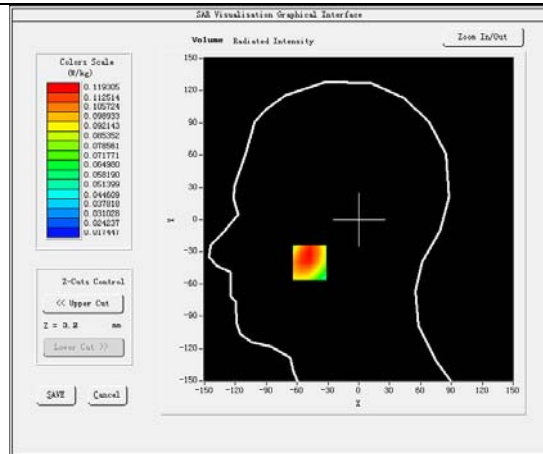 SAR Visualisation Graphical Interface
Volume Radiated Intensity
Zoom In/Out
Colors Scale
(W/kg)
0.119305
0.112514
0.105724
0.098933
0.092143
0.085352
0.078561
0.071771
0.064980
0.058190
0.051399
0.044609
0.037818
0.031028
0.024237
0.017447
150
120
90
60
30
0
-30
-60
-90
-120
-150
Y
-150 -120 -90 -60 -30 0 30 60 90 120 150
X
Z-Cuts Control
<< Upper Cut
Z = 3.2 mm
Lower Cut >>
SAVE Cancel